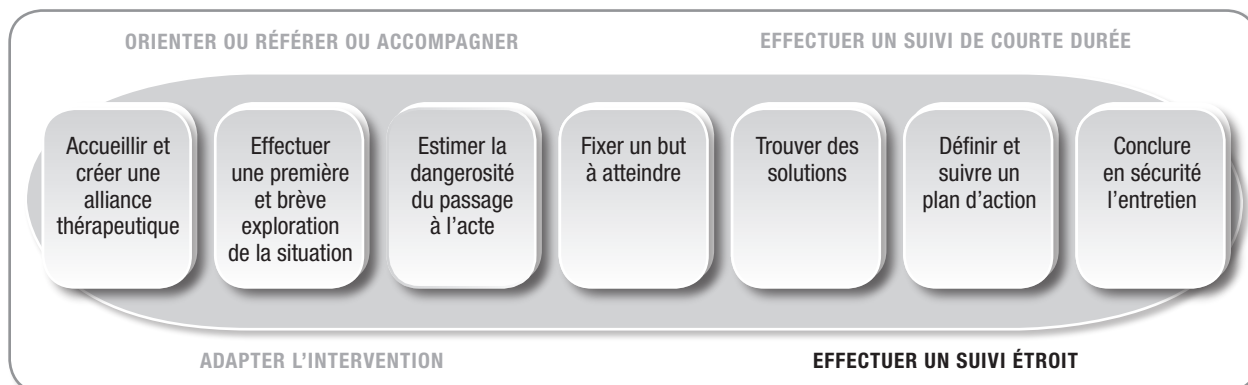 ORIENTER OU RÉFÉRER OU ACCOMPAGNER
EFFECTUER UN SUIVI DE COURTE DURÉE
Accueillir et
créer une
alliance
thérapeutique
Effectuer
une première
et brève
exploration
de la situation
Estimer la
dangerosité
du passage
à l’acte
Fixer un but
à atteindre
Trouver des
solutions
Définir et
suivre un
plan d’action
Conclure
en sécurité
l’entretien
ADAPTER L’INTERVENTION
EFFECTUER UN SUIVI ÉTROIT